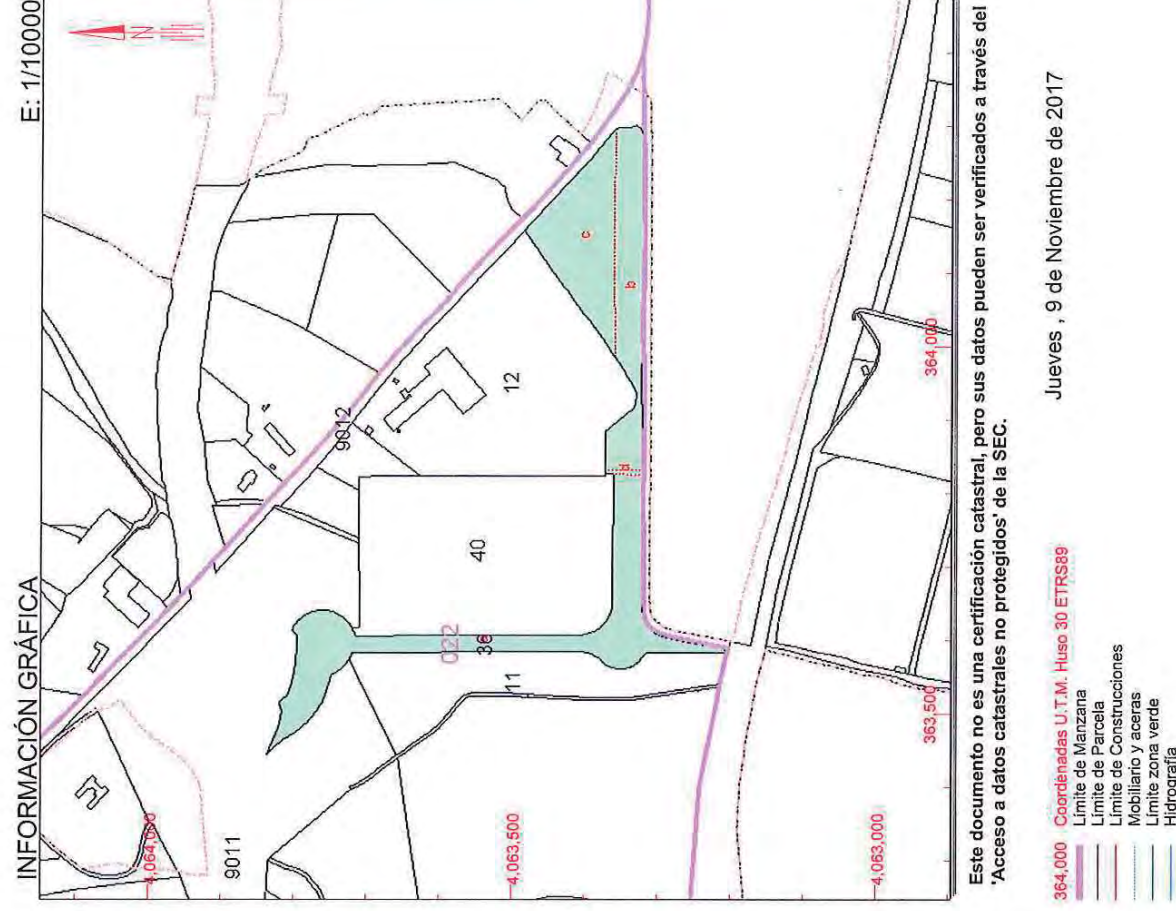 INFORMACIÓN GRÁFICA
E: 1/10000
N
9011
4,064,000
4,063,500
4,063,000
363,500
364,000
9012
12
40
022
36
11
c
b
d
Este documento no es una certificación catastral, pero sus datos pueden ser verificados a través del
'Acceso a datos catastrales no protegidos' de la SEC.
364,000 Coordenadas U.T.M. Huso 30 ETRS89
Límite de Manzana
Límite de Parcela
Límite de Construcciones
Mobiliario y aceras
Límite zona verde
Hidrografía
Jueves , 9 de Noviembre de 2017